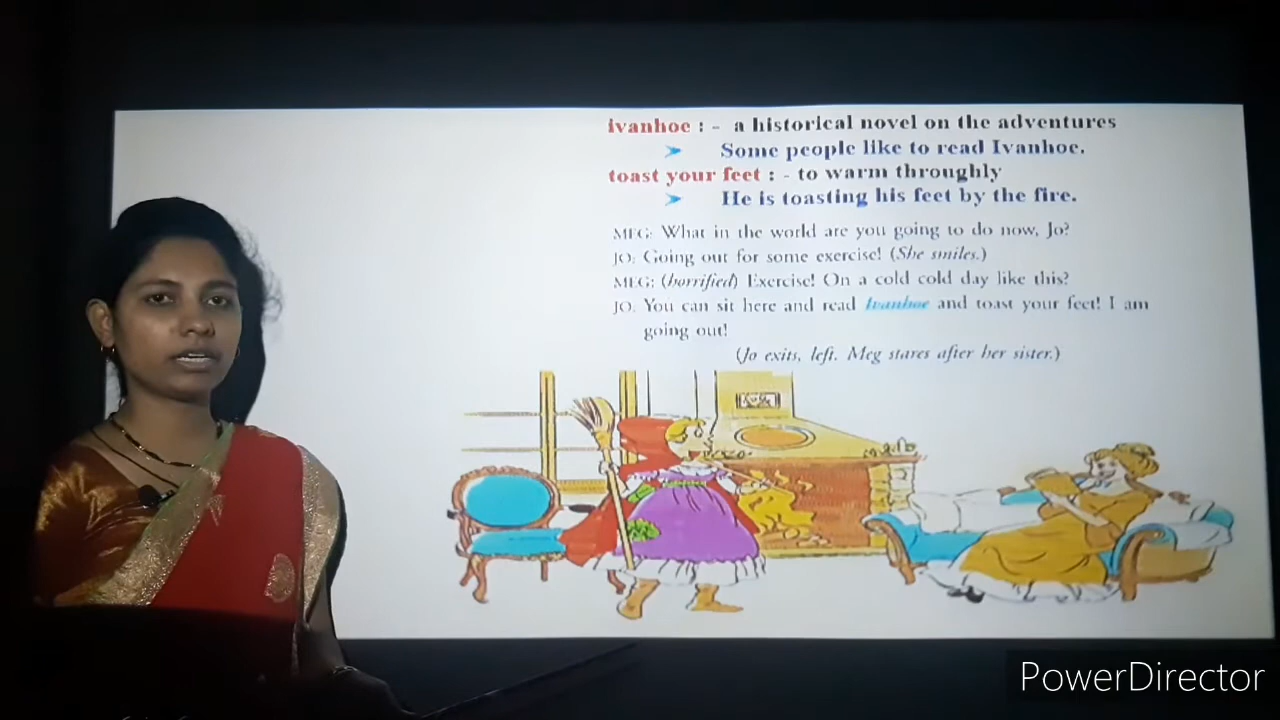 ivanhoe : - a historical novel on the adventures
➤ Some people like to read Ivanhoe.
toast your feet : - to warm throughly
➤ He is toasting his feet by the fire.
MEG: What in the world are you going to do now, Jo?
JO: Going out for some exercise! (She smiles.)
MEG: (horrified) Exercise! On a cold cold day like this?
JO: You can sit here and read Ivanhoe and toast your feet! I am
going out!
(Jo exits, left. Meg stares after her sister.)
PowerDirector